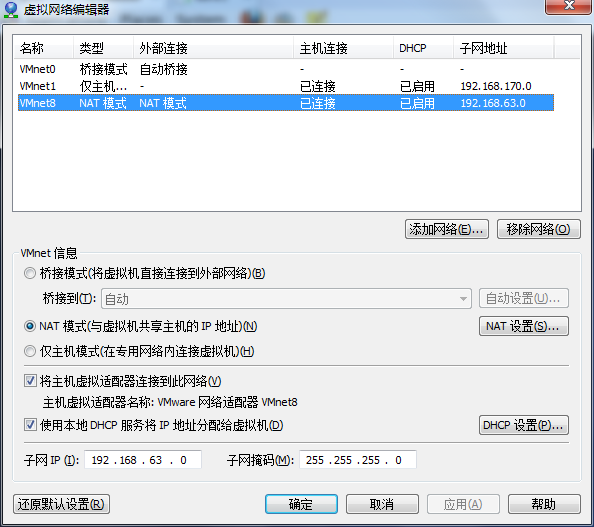 虚拟网络编辑器
名称 类型 外部连接 主机连接 DHCP 子网地址
VMnet0 桥接模式 自动桥接 - - -
VMnet1 仅主机... - 已连接 已启用 192.168.170.0
VMnet8 NAT 模式 NAT 模式 已连接 已启用 192.168.63.0
添加网络(E)... 移除网络(O)
VMnet 信息
桥接模式(将虚拟机直接连接到外部网络)(B)
桥接到(T): 自动 自动设置(U)...
NAT 模式(与虚拟机共享主机的 IP 地址)(N) NAT 设置(S)...
仅主机模式(在专用网络内连接虚拟机)(H)
将主机虚拟适配器连接到此网络(V)
主机虚拟适配器名称: VMware 网络适配器 VMnet8
使用本地 DHCP 服务将 IP 地址分配给虚拟机(D) DHCP 设置(P)...
子网 IP (I): 192 . 168 . 63 . 0 子网掩码(M): 255 . 255 . 255 . 0
还原默认设置(R) 确定 取消 应用(A) 帮助